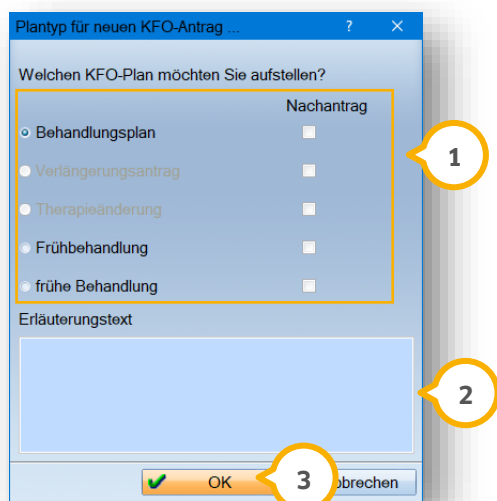 Plantyp für neuen KFO-Antrag ... ?
Welchen KFO-Plan möchten Sie aufstellen?
Nachantrag
Behandlungsplan
1
Verlängerungsantrag
Therapieänderung
Frühbehandlung
frühe Behandlung
Erläuterungstext
2
OK 3 bbrechen